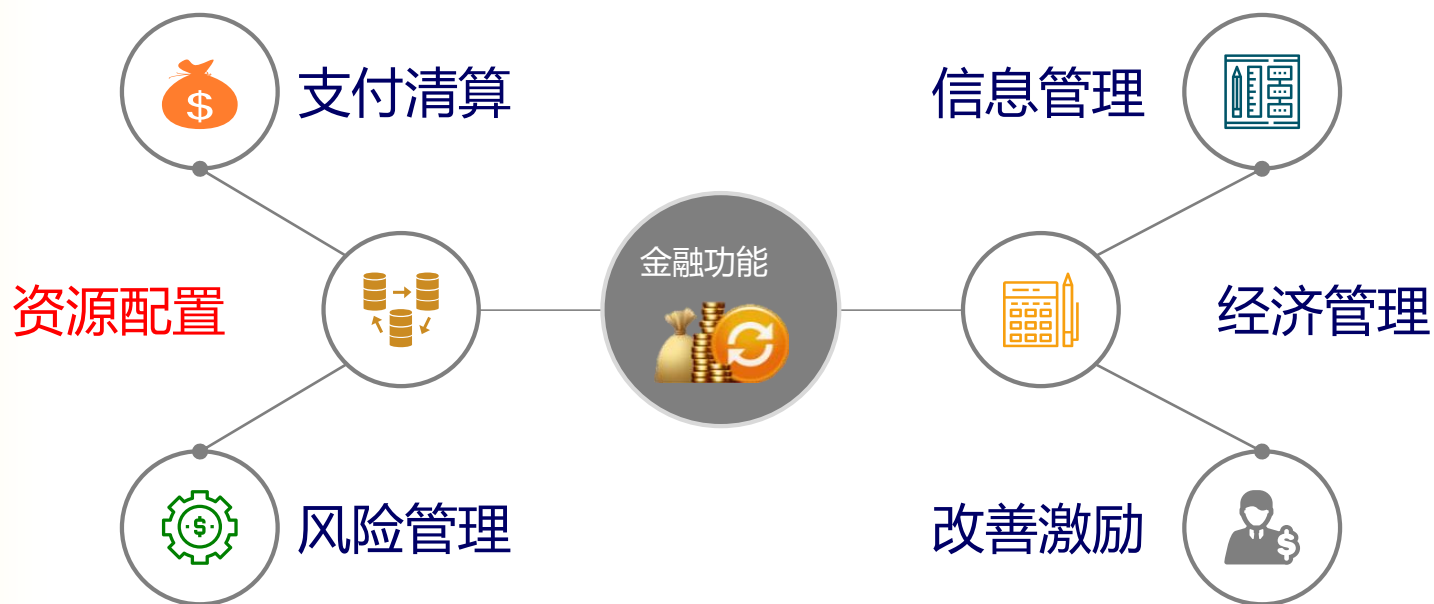 支付清算
信息管理
金融功能
资源配置
经济管理
风险管理
改善激励